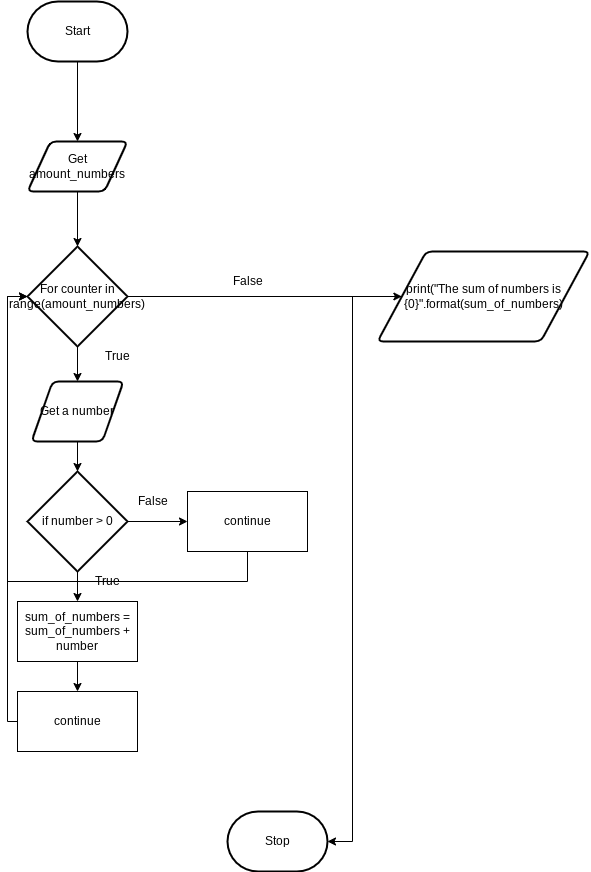 Start
Get
amount_numbers
For counter in
range(amount_numbers)
False
print("The sum of numbers is
{0}".format(sum_of_numbers)
True
Get a number
if number > 0
False
continue
True
sum_of_numbers =
sum_of_numbers +
number
continue
Stop